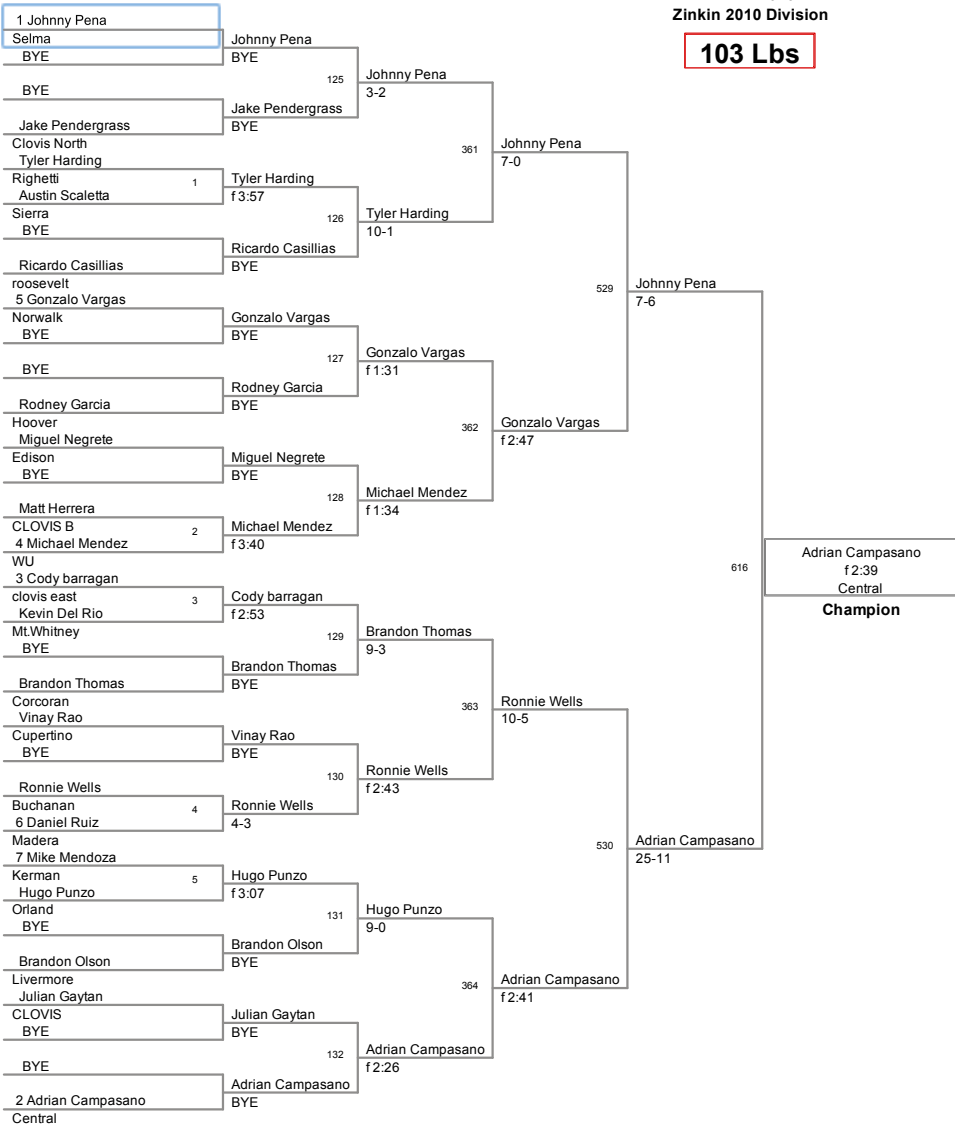 Zinkin 2010 Division
103 Lbs
1 Johnny Pena
Selma
BYE
BYE
Jake Pendergrass
Clovis North
Tyler Harding
Righetti
1
Austin Scaletta
Sierra
BYE
Ricardo Casillias
roosevelt
5 Gonzalo Vargas
Norwalk
BYE
BYE
Rodney Garcia
Hoover
Miguel Negrete
Edison
BYE
Matt Herrera
CLOVIS B
2
4 Michael Mendez
WU
3 Cody barragan
clovis east
3
Kevin Del Rio
Mt.Whitney
BYE
Brandon Thomas
Corcoran
Vinay Rao
Cupertino
BYE
Ronnie Wells
Buchanan
4
6 Daniel Ruiz
Madera
7 Mike Mendoza
Kerman
5
Hugo Punzo
Orland
BYE
Brandon Olson
Livermore
Julian Gaytan
CLOVIS
BYE
BYE
2 Adrian Campasano
Central
Johnny Pena
BYE
125
Jake Pendergrass
BYE
Tyler Harding
f 3:57
126
Ricardo Casillias
BYE
Gonzalo Vargas
BYE
127
Rodney Garcia
BYE
Miguel Negrete
BYE
128
Michael Mendez
f 3:40
Cody barragan
f 2:53
129
Brandon Thomas
BYE
Vinay Rao
BYE
130
Ronnie Wells
4-3
Hugo Punzo
f 3:07
131
Brandon Olson
BYE
Julian Gaytan
BYE
132
Adrian Campasano
BYE
Johnny Pena
3-2
361
Tyler Harding
10-1
Gonzalo Vargas
f 1:31
362
Michael Mendez
f 1:34
Brandon Thomas
9-3
363
Ronnie Wells
f 2:43
Hugo Punzo
9-0
364
Adrian Campasano
f 2:26
Johnny Pena
7-0
529
Gonzalo Vargas
f 2:47
Ronnie Wells
10-5
530
Adrian Campasano
f 2:41
Johnny Pena
7-6
616
Adrian Campasano
25-11
Adrian Campasano
f 2:39
Central
Champion